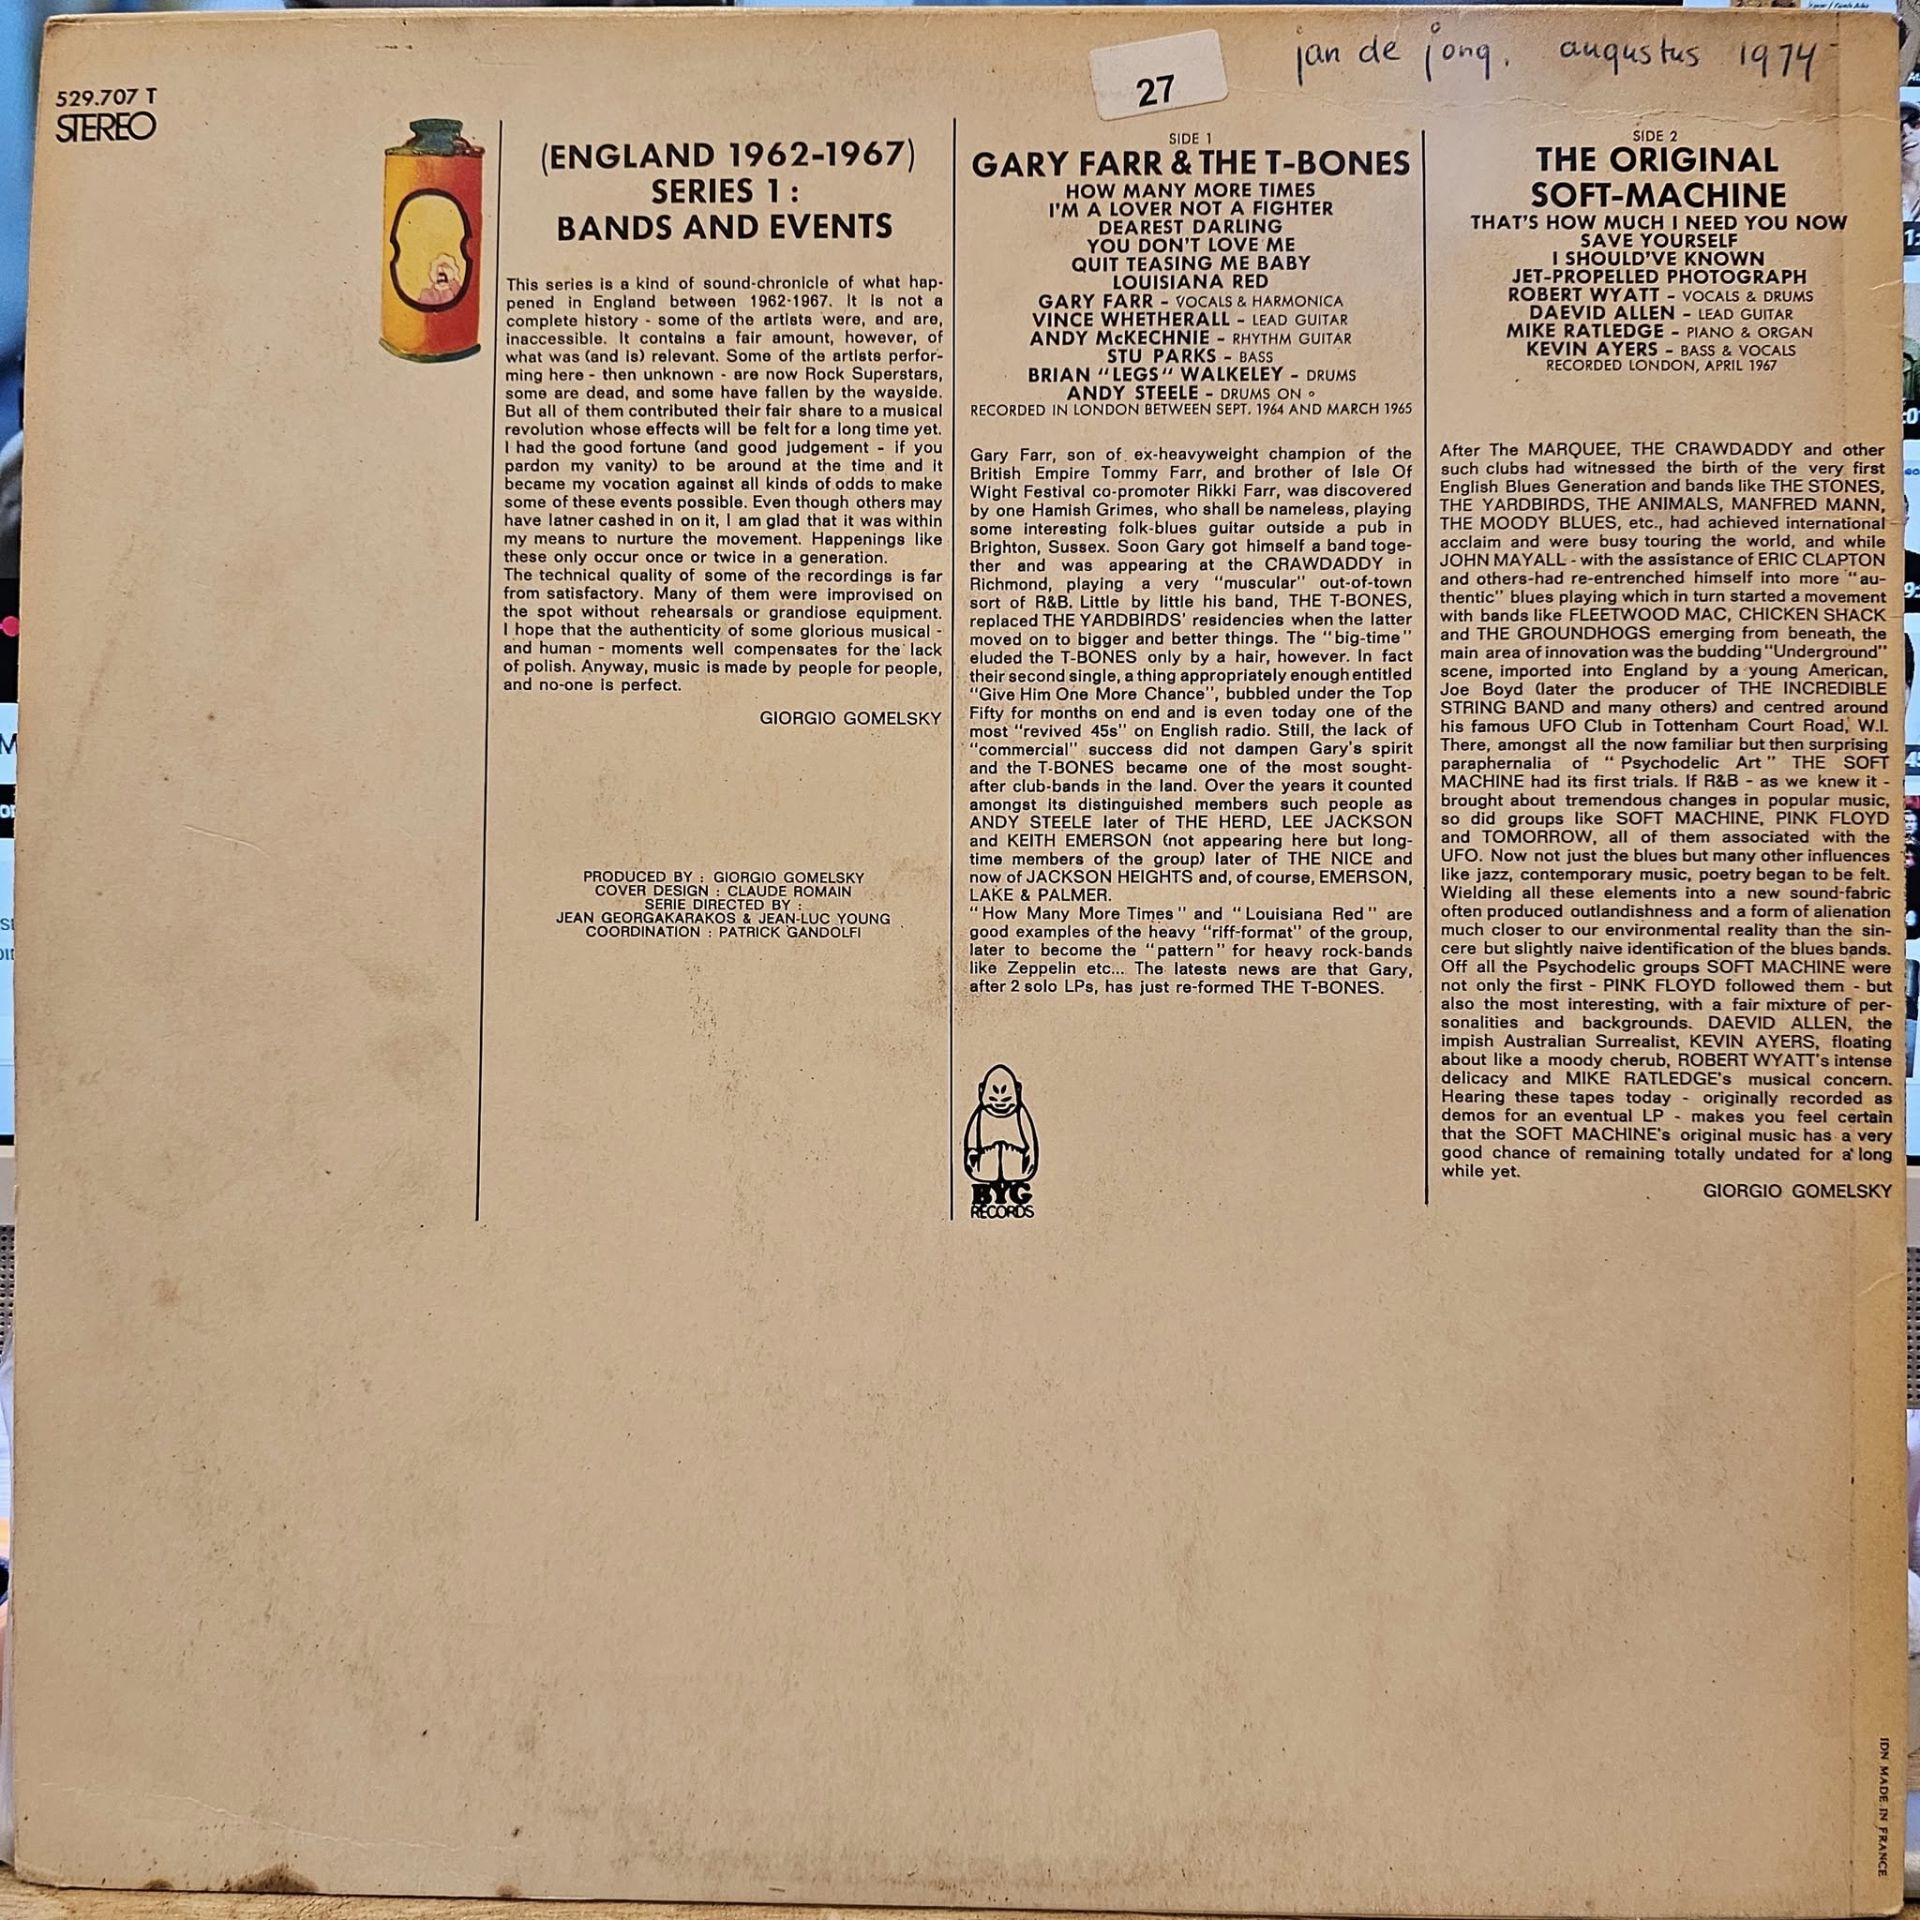 jan de jong, augustus 1974
27
529.707 T
STEREO
(ENGLAND 1962-1967)
SERIES 1 :
BANDS AND EVENTS
This series is a kind of sound-chronicle of what hap-
pened in England between 1962-1967. It is not a
complete history - some of the artists were, and are,
inaccessible. It contains a fair amount, however, of
what was (and is) relevant. Some of the artists perfor-
ming here - then unknown - are now Rock Superstars,
some are dead, and some have fallen by the wayside.
But all of them contributed their fair share to a musical
revolution whose effects will be felt for a long time yet.
I had the good fortune (and good judgement - if you
pardon my vanity) to be around at the time and it
became my vocation against all kinds of odds to make
some of these events possible. Even though others may
have latner cashed in on it, I am glad that it was within
my means to nurture the movement. Happenings like
these only occur once or twice in a generation.
The technical quality of some of the recordings is far
from satisfactory. Many of them were improvised on
the spot without rehearsals or grandiose equipment.
I hope that the authenticity of some glorious musical -
and human - moments well compensates for the lack
of polish. Anyway, music is made by people for people,
and no-one is perfect.
GIORGIO GOMELSKY
PRODUCED BY : GIORGIO GOMELSKY
COVER DESIGN : CLAUDE ROMAIN
SERIE DIRECTED BY :
JEAN GEORGAKARAKOS & JEAN-LUC YOUNG
COORDINATION : PATRICK GANDOLFI
SIDE 1
GARY FARR & THE T-BONES
HOW MANY MORE TIMES
I'M A LOVER NOT A FIGHTER
DEAREST DARLING
YOU DON'T LOVE ME
QUIT TEASING ME BABY
LOUISIANA RED
GARY FARR - VOCALS & HARMONICA
VINCE WHETHERALL - LEAD GUITAR
ANDY McKECHNIE - RHYTHM GUITAR
STU PARKS - BASS
BRIAN "LEGS" WALKELEY - DRUMS
ANDY STEELE - DRUMS ON °
RECORDED IN LONDON BETWEEN SEPT. 1964 AND MARCH 1965
Gary Farr, son of ex-heavyweight champion of the
British Empire Tommy Farr, and brother of Isle Of
Wight Festival co-promoter Rikki Farr, was discovered
by one Hamish Grimes, who shall be nameless, playing
some interesting folk-blues guitar outside a pub in
Brighton, Sussex. Soon Gary got himself a band toge-
ther and was appearing at the CRAWDADDY in
Richmond, playing a very "muscular" out-of-town
sort of R&B. Little by little his band, THE T-BONES,
replaced THE YARDBIRDS' residencies when the latter
moved on to bigger and better things. The "big-time"
eluded the T-BONES only by a hair, however. In fact
their second single, a thing appropriately enough entitled
"Give Him One More Chance", bubbled under the Top
Fifty for months on end and is even today one of the
most "revived 45s" on English radio. Still, the lack of
"commercial" success did not dampen Gary's spirit
and the T-BONES became one of the most sought-
after club-bands in the land. Over the years it counted
amongst its distinguished members such people as
ANDY STEELE later of THE HERD, LEE JACKSON
and KEITH EMERSON (not appearing here but long-
time members of the group) later of THE NICE and
now of JACKSON HEIGHTS and, of course, EMERSON,
LAKE & PALMER.
"How Many More Times" and "Louisiana Red" are
good examples of the heavy "riff-format" of the group,
later to become the "pattern" for heavy rock-bands
like Zeppelin etc... The latests news are that Gary,
after 2 solo LPs, has just re-formed THE T-BONES.
BYG
RECORDS
SIDE 2
THE ORIGINAL
SOFT-MACHINE
THAT'S HOW MUCH I NEED YOU NOW
SAVE YOURSELF
I SHOULD'VE KNOWN
JET-PROPELLED PHOTOGRAPH
ROBERT WYATT - VOCALS & DRUMS
DAEVID ALLEN - LEAD GUITAR
MIKE RATLEDGE - PIANO & ORGAN
KEVIN AYERS - BASS & VOCALS
RECORDED LONDON, APRIL 1967
After The MARQUEE, THE CRAWDADDY and other
such clubs had witnessed the birth of the very first
English Blues Generation and bands like THE STONES,
THE YARDBIRDS, THE ANIMALS, MANFRED MANN,
THE MOODY BLUES, etc., had achieved international
acclaim and were busy touring the world, and while
JOHN MAYALL - with the assistance of ERIC CLAPTON
and others-had re-entrenched himself into more "au-
thentic" blues playing which in turn started a movement
with bands like FLEETWOOD MAC, CHICKEN SHACK
and THE GROUNDHOGS emerging from beneath, the
main area of innovation was the budding "Underground"
scene, imported into England by a young American,
Joe Boyd (later the producer of THE INCREDIBLE
STRING BAND and many others) and centred around
his famous UFO Club in Tottenham Court Road, W.I.
There, amongst all the now familiar but then surprising
paraphernalia of "Psychodelic Art" THE SOFT
MACHINE had its first trials. If R&B - as we knew it -
brought about tremendous changes in popular music,
so did groups like SOFT MACHINE, PINK FLOYD
and TOMORROW, all of them associated with the
UFO. Now not just the blues but many other influences
like jazz, contemporary music, poetry began to be felt.
Wielding all these elements into a new sound-fabric
often produced outlandishness and a form of alienation
much closer to our environmental reality than the sin-
cere but slightly naive identification of the blues bands.
Off all the Psychodelic groups SOFT MACHINE were
not only the first - PINK FLOYD followed them - but
also the most interesting, with a fair mixture of per-
sonalities and backgrounds. DAEVID ALLEN, the
impish Australian Surrealist, KEVIN AYERS, floating
about like a moody cherub, ROBERT WYATT's intense
delicacy and MIKE RATLEDGE's musical concern.
Hearing these tapes today - originally recorded as
demos for an eventual LP - makes you feel certain
that the SOFT MACHINE's original music has a very
good chance of remaining totally undated for a long
while yet.
GIORGIO GOMELSKY
IDN MADE IN FRANCE